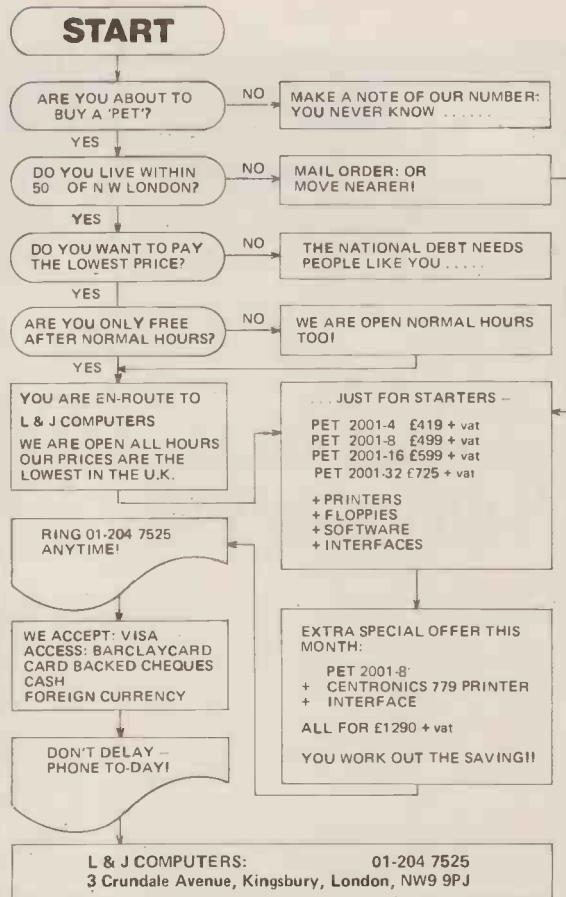 START
ARE YOU ABOUT TO
BUY A 'PET'?
NO
MAKE A NOTE OF OUR NUMBER:
YOU NEVER KNOW ......
YES
DO YOU LIVE WITHIN
50 OF N W LONDON?
NO
MAIL ORDER: OR
MOVE NEARER!
YES
DO YOU WANT TO PAY
THE LOWEST PRICE?
NO
THE NATIONAL DEBT NEEDS
PEOPLE LIKE YOU .....
YES
ARE YOU ONLY FREE
AFTER NORMAL HOURS?
NO
WE ARE OPEN NORMAL HOURS
TOO!
YES
YOU ARE EN-ROUTE TO
L & J COMPUTERS
WE ARE OPEN ALL HOURS
OUR PRICES ARE THE
LOWEST IN THE U.K.
... JUST FOR STARTERS –
PET 2001-4 £419 + vat
PET 2001-8 £499 + vat
PET 2001-16 £599 + vat
PET 2001-32 £725 + vat
+ PRINTERS
+ FLOPPIES
+ SOFTWARE
+ INTERFACES
RING 01-204 7525
ANYTIME!
WE ACCEPT: VISA
ACCESS: BARCLAYCARD
CARD BACKED CHEQUES
CASH
FOREIGN CURRENCY
EXTRA SPECIAL OFFER THIS
MONTH:
PET 2001-8
+ CENTRONICS 779 PRINTER
+ INTERFACE
ALL FOR £1290 + vat
YOU WORK OUT THE SAVING!!
DON'T DELAY –
PHONE TO-DAY!
L & J COMPUTERS: 01-204 7525
3 Crundale Avenue, Kingsbury, London, NW9 9PJ